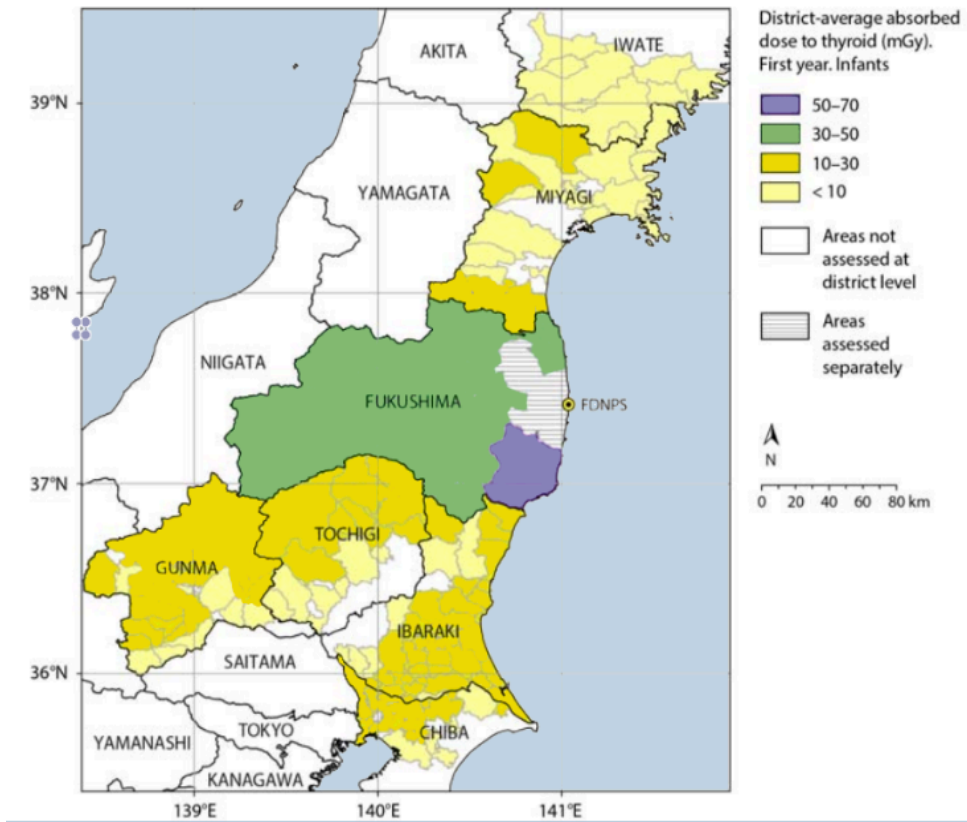 District-average absorbed
dose to thyroid (mGy).
First year. Infants
50–70
30–50
10–30
< 10
Areas not
assessed at
district level
Areas
assessed
separately
N
0 20 40 60 80 km
AKITA
IWATE
39°N
YAMAGATA
MIYAGI
38°N
NIIGATA
FUKUSHIMA
FDNPS
37°N
TOCHIGI
GUNMA
IBARAKI
SAITAMA
36°N
TOKYO
CHIBA
YAMANASHI
KANAGAWA
139°E
140°E
141°E